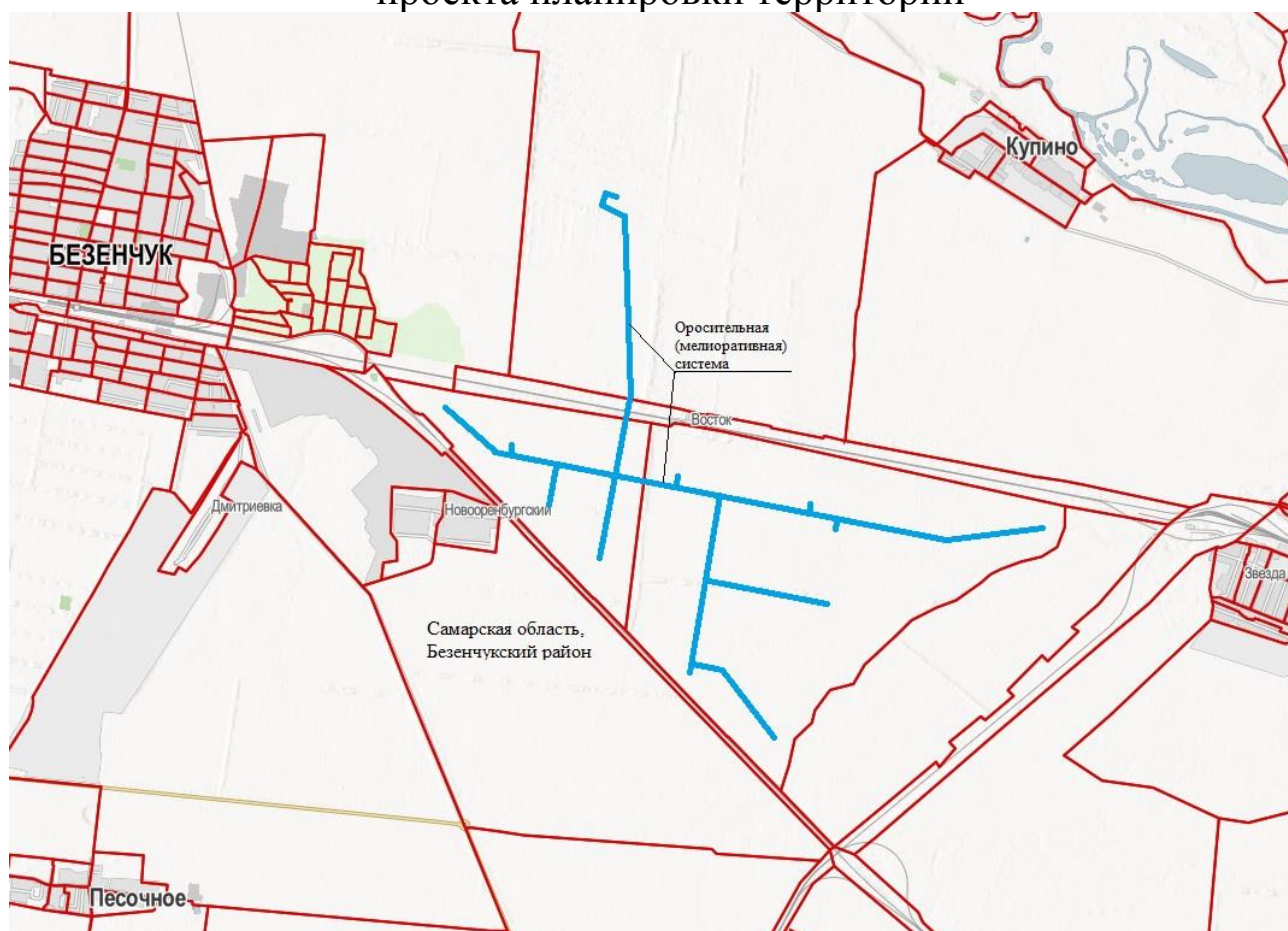 проекта планировки территории
Купино
БЕЗЕНЧУК
Оросительная
(мелиоративная)
система
Восток
Дмитриевка
Новооренбургский
Звезда
Самарская область,
Безенчукский район
Песочное